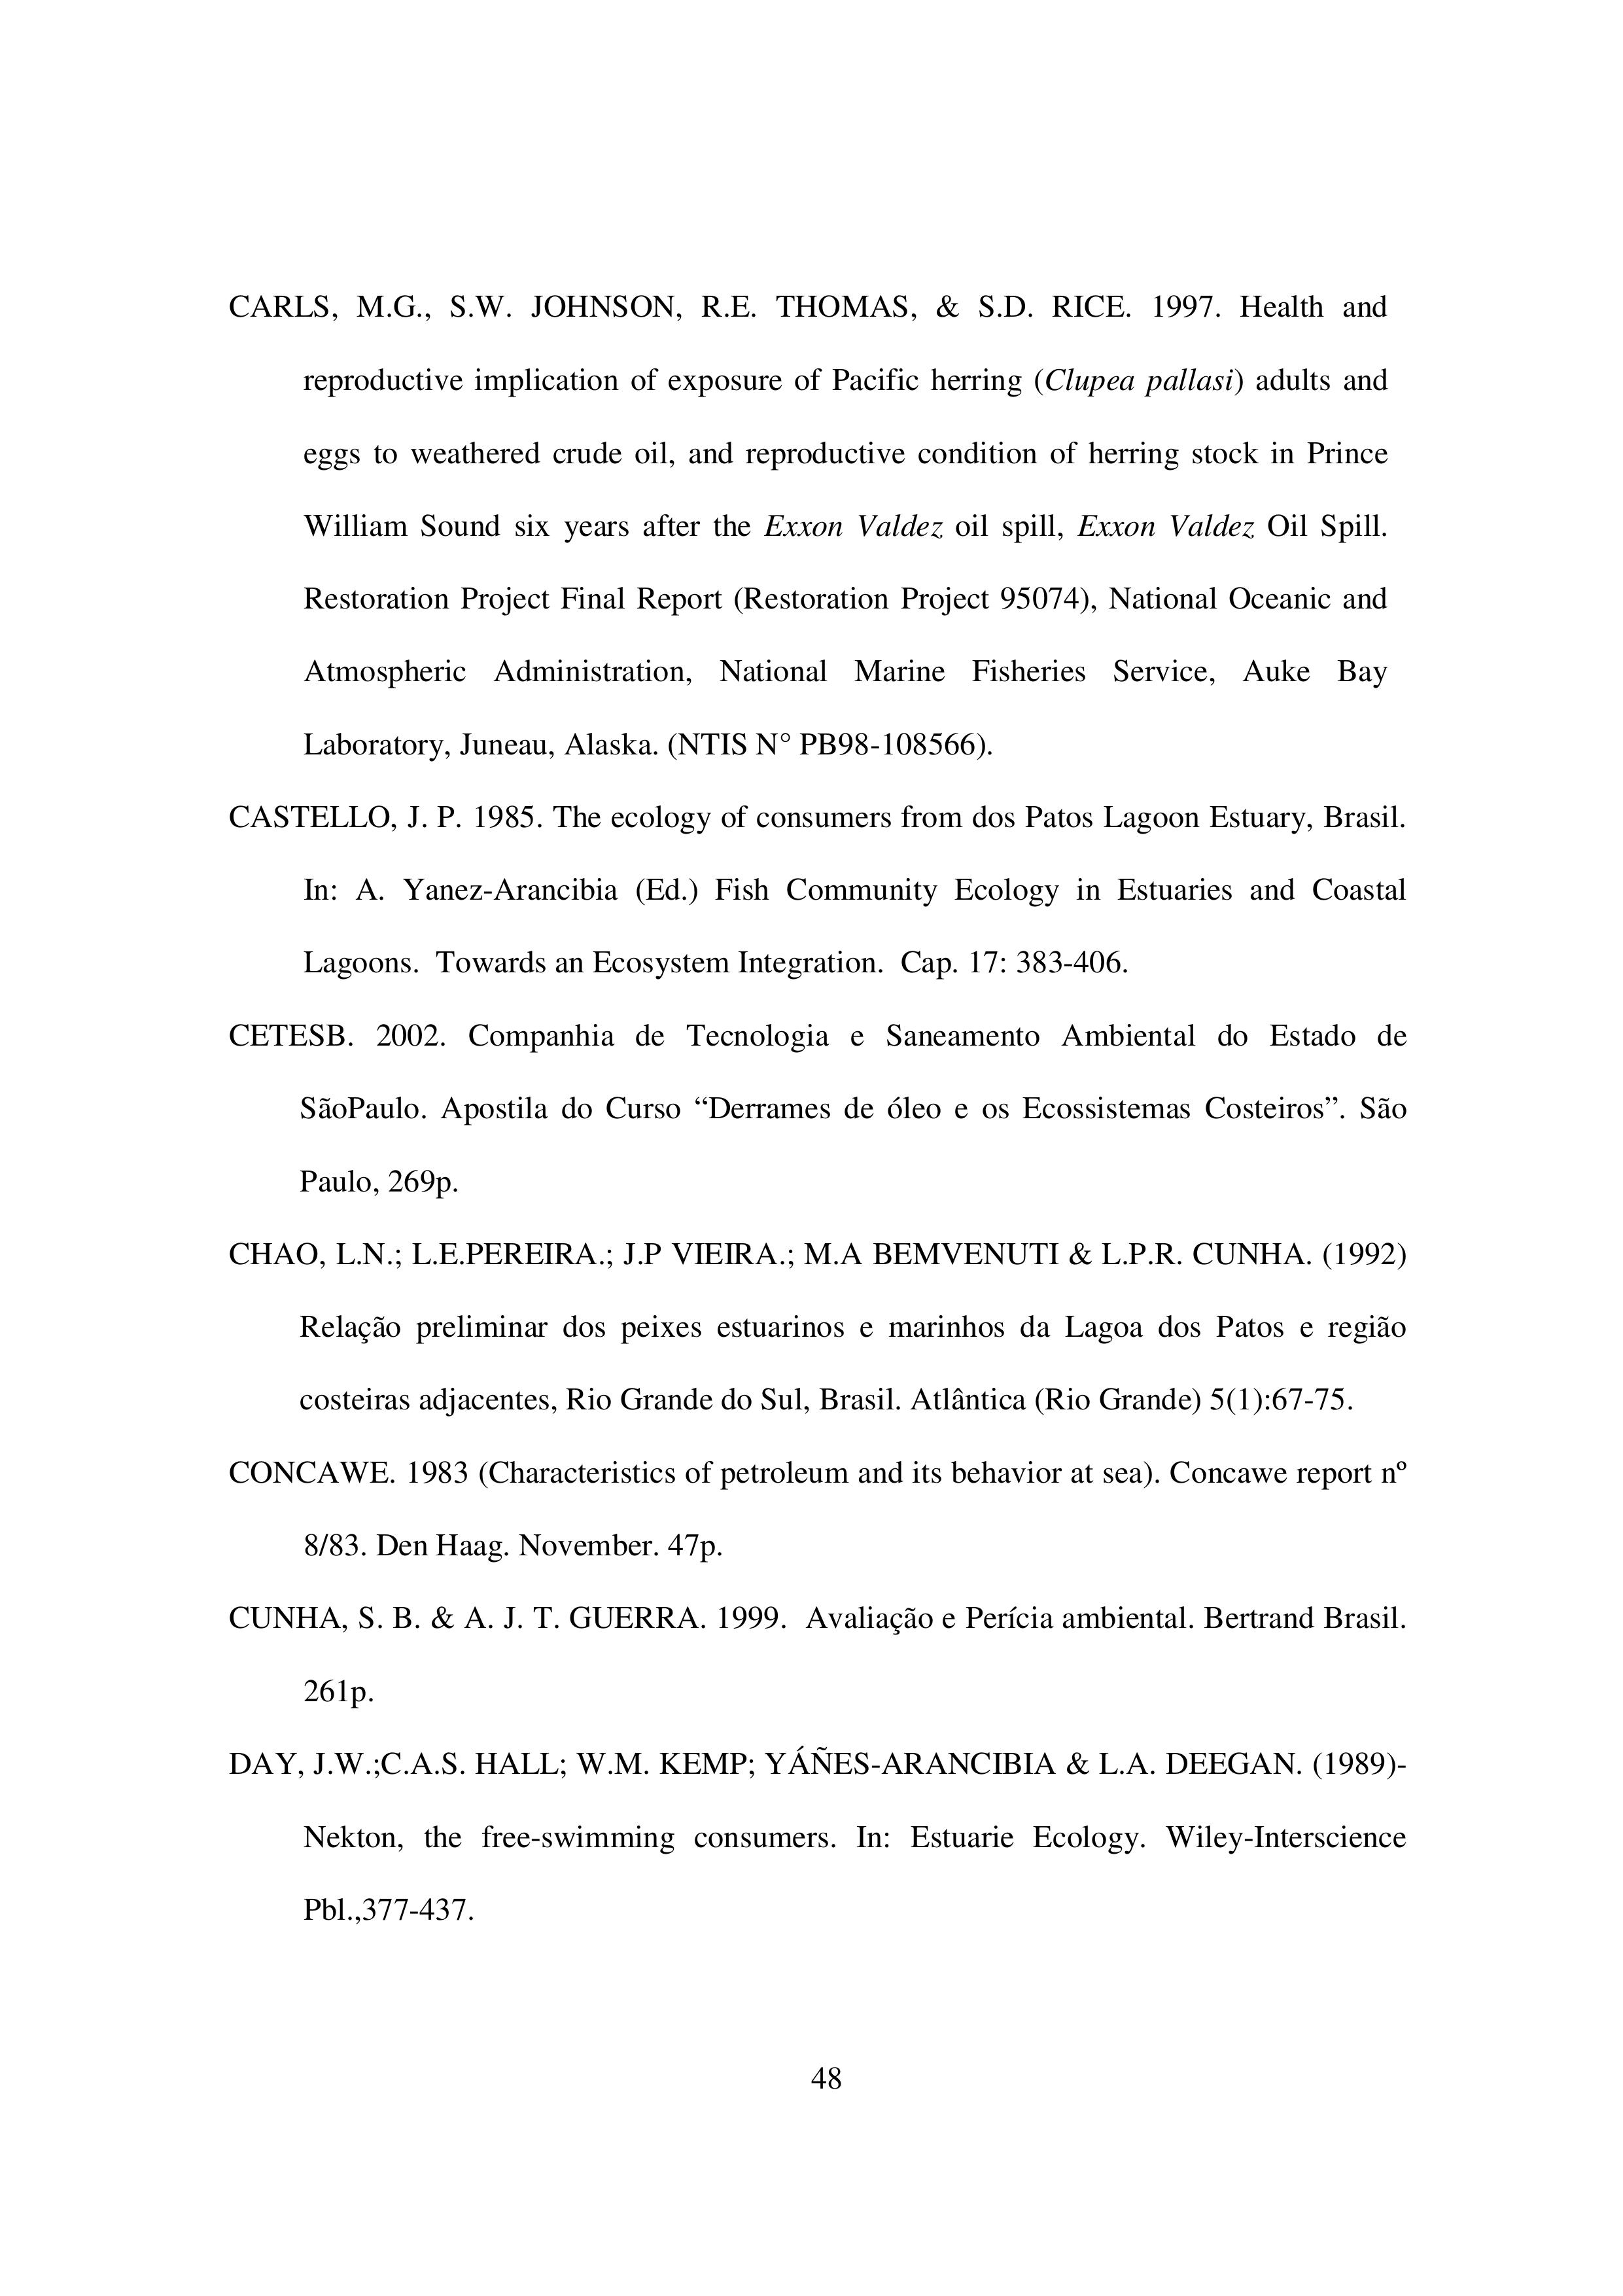 CARLS, M.G., S.W. JOHNSON, R.E. THOMAS, & S.D. RICE. 1997. Health and
reproductive implication of exposure of Pacific herring (Clupea pallasi) adults and
eggs to weathered crude oil, and reproductive condition of herring stock in Prince
William Sound six years after the Exxon Valdez oil spill, Exxon Valdez Oil Spill.
Restoration Project Final Report (Restoration Project 95074), National Oceanic and
Atmospheric Administration, National Marine Fisheries Service, Auke Bay
Laboratory, Juneau, Alaska. (NTIS N° PB98-108566).
CASTELLO, J. P. 1985. The ecology of consumers from dos Patos Lagoon Estuary, Brasil.
In: A. Yanez-Arancibia (Ed.) Fish Community Ecology in Estuaries and Coastal
Lagoons. Towards an Ecosystem Integration. Cap. 17: 383-406.
CETESB. 2002. Companhia de Tecnologia e Saneamento Ambiental do Estado de
SãoPaulo. Apostila do Curso “Derrames de óleo e os Ecossistemas Costeiros”. São
Paulo, 269p.
CHAO, L.N.; L.E.PEREIRA.; J.P VIEIRA.; M.A BEMVENUTI & L.P.R. CUNHA. (1992)
Relação preliminar dos peixes estuarinos e marinhos da Lagoa dos Patos e região
costeiras adjacentes, Rio Grande do Sul, Brasil. Atlântica (Rio Grande) 5(1):67-75.
CONCAWE. 1983 (Characteristics of petroleum and its behavior at sea). Concawe report nº
8/83. Den Haag. November. 47p.
CUNHA, S. B. & A. J. T. GUERRA. 1999. Avaliação e Perícia ambiental. Bertrand Brasil.
261p.
DAY, J.W.;C.A.S. HALL; W.M. KEMP; YÁÑES-ARANCIBIA & L.A. DEEGAN. (1989)-
Nekton, the free-swimming consumers. In: Estuarie Ecology. Wiley-Interscience
Pbl.,377-437.
48